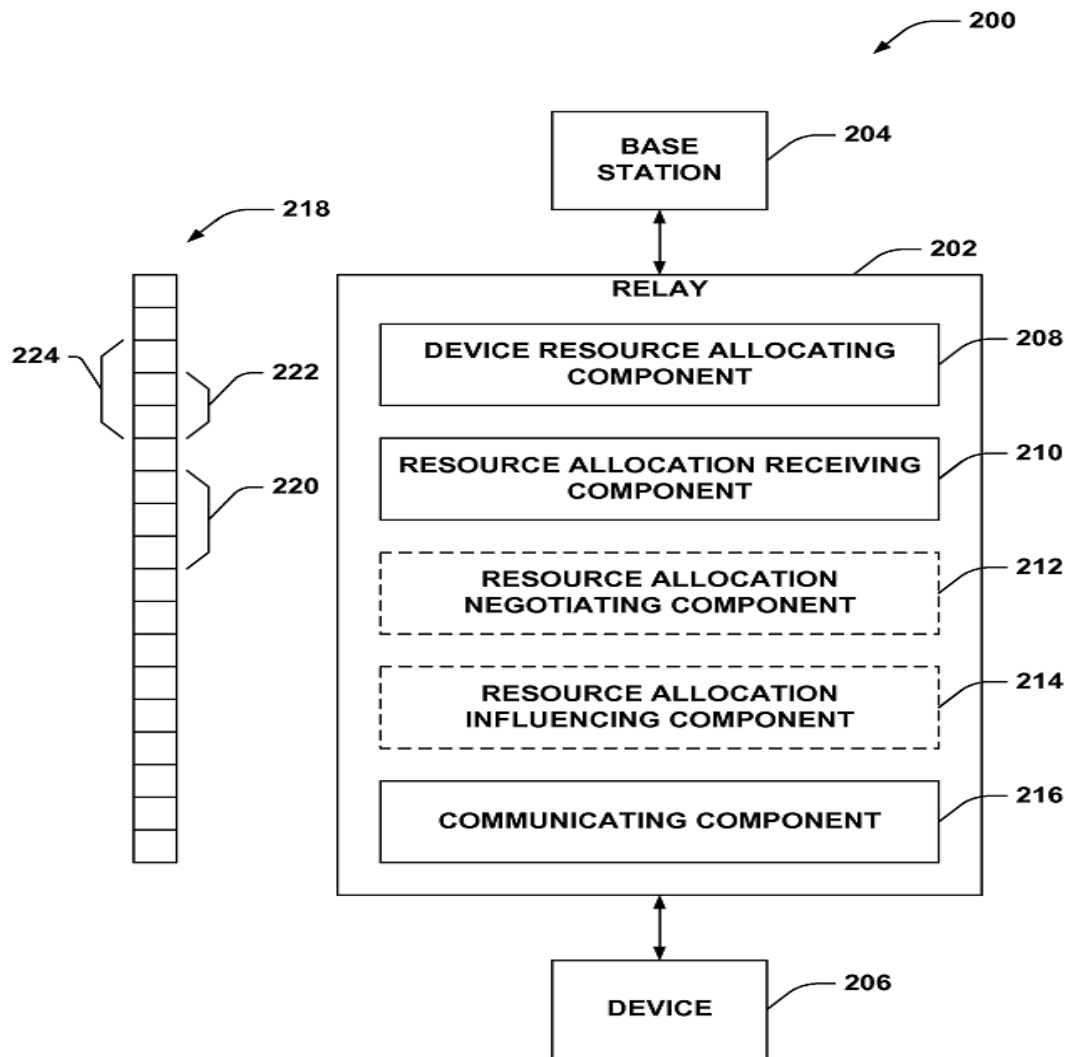 200
BASE
STATION
204
218
202
RELAY
DEVICE RESOURCE ALLOCATING
COMPONENT
208
224
222
RESOURCE ALLOCATION RECEIVING
COMPONENT
210
220
RESOURCE ALLOCATION
NEGOTIATING COMPONENT
212
RESOURCE ALLOCATION
INFLUENCING COMPONENT
214
COMMUNICATING COMPONENT
216
DEVICE
206